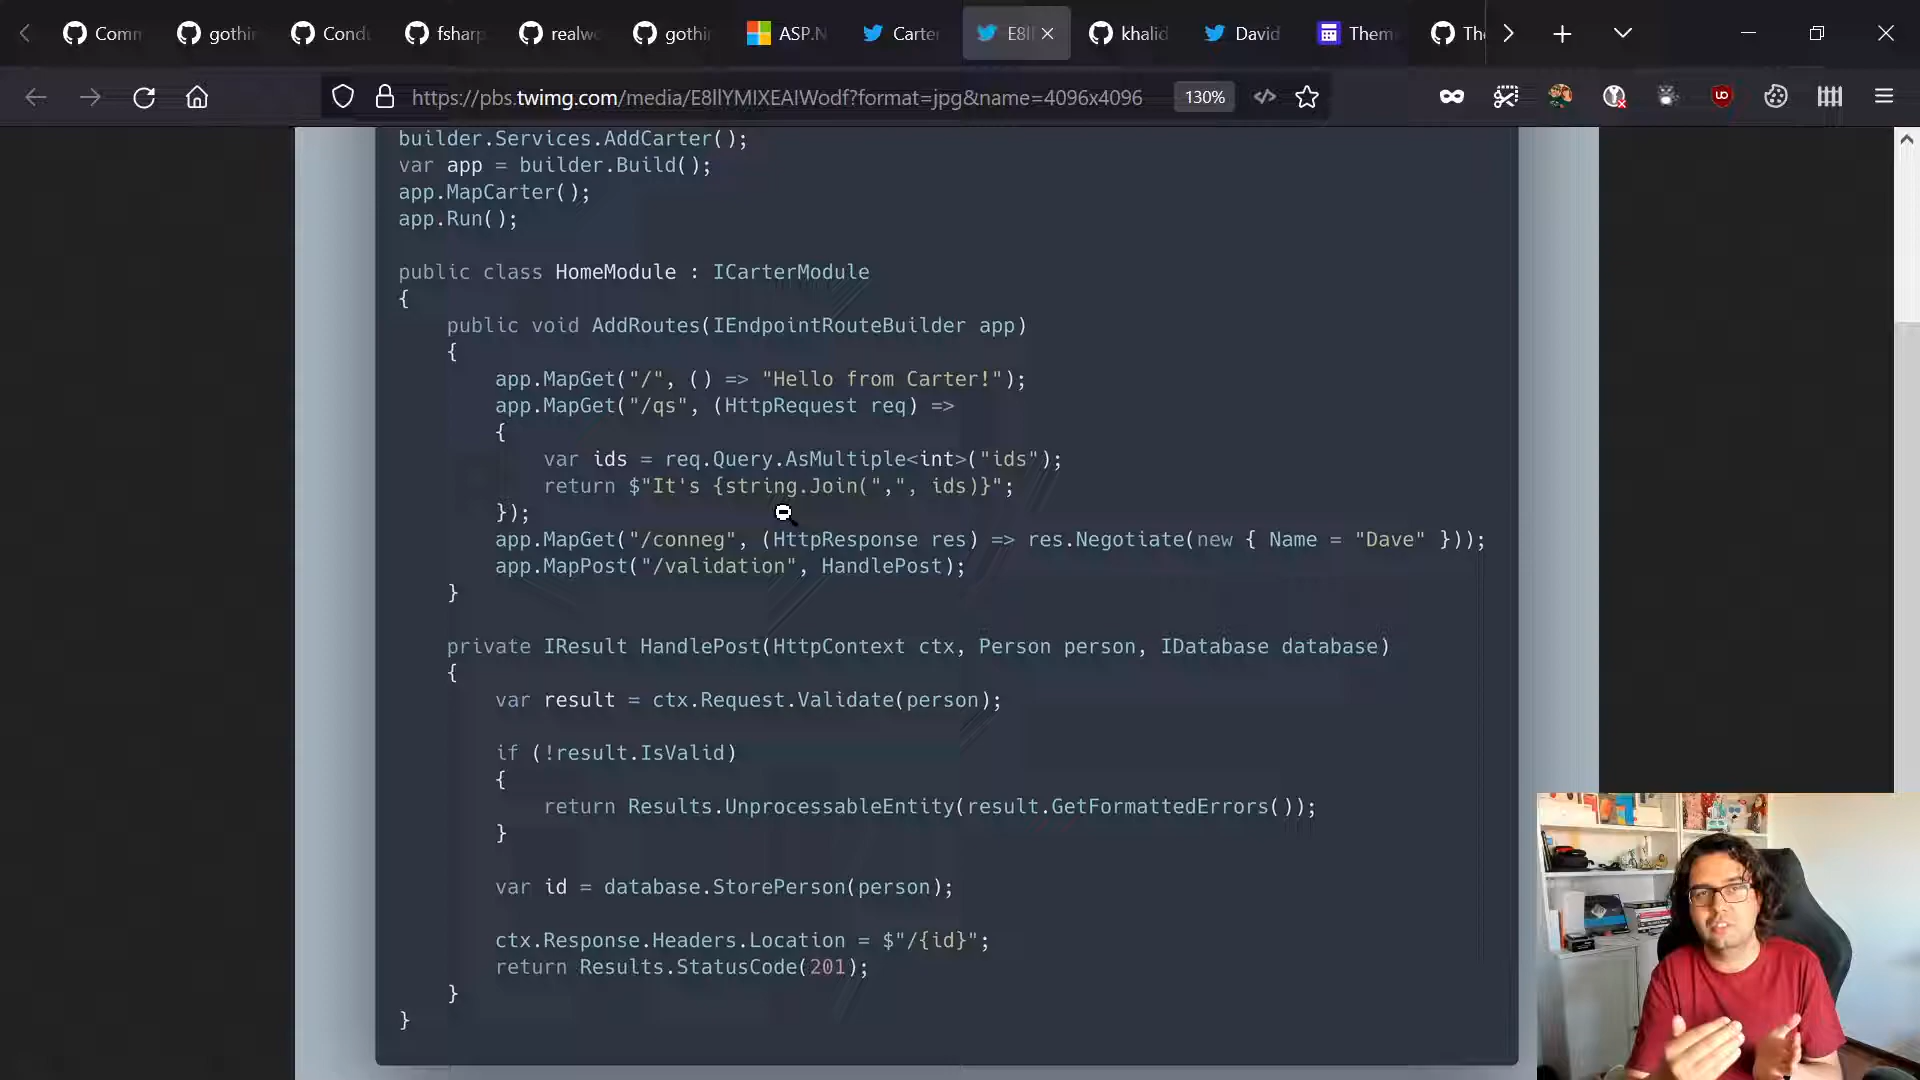 Comm
gothi
Cond
fsharp
realwo
gothi
ASP.N
Carte
E8ll
khalid
David
Them
Th
https://pbs.twimg.com/media/E8llYMlXEAIWodf?format=jpg&name=4096x4096
130%
builder.Services.AddCarter();
var app = builder.Build();
app.MapCarter();
app.Run();
public class HomeModule : ICarterModule
{
public void AddRoutes(IEndpointRouteBuilder app)
{
app.MapGet("/", () => "Hello from Carter!");
app.MapGet("/qs", (HttpRequest req) =>
{
var ids = req.Query.AsMultiple<int>("ids");
return $"It's {string.Join(",", ids)}";
});
app.MapGet("/conneg", (HttpResponse res) => res.Negotiate(new { Name = "Dave" }));
app.MapPost("/validation", HandlePost);
}
private IResult HandlePost(HttpContext ctx, Person person, IDatabase database)
{
var result = ctx.Request.Validate(person);
if (!result.IsValid)
{
return Results.UnprocessableEntity(result.GetFormattedErrors());
}
var id = database.StorePerson(person);
ctx.Response.Headers.Location = $"/{id}";
return Results.StatusCode(201);
}
}